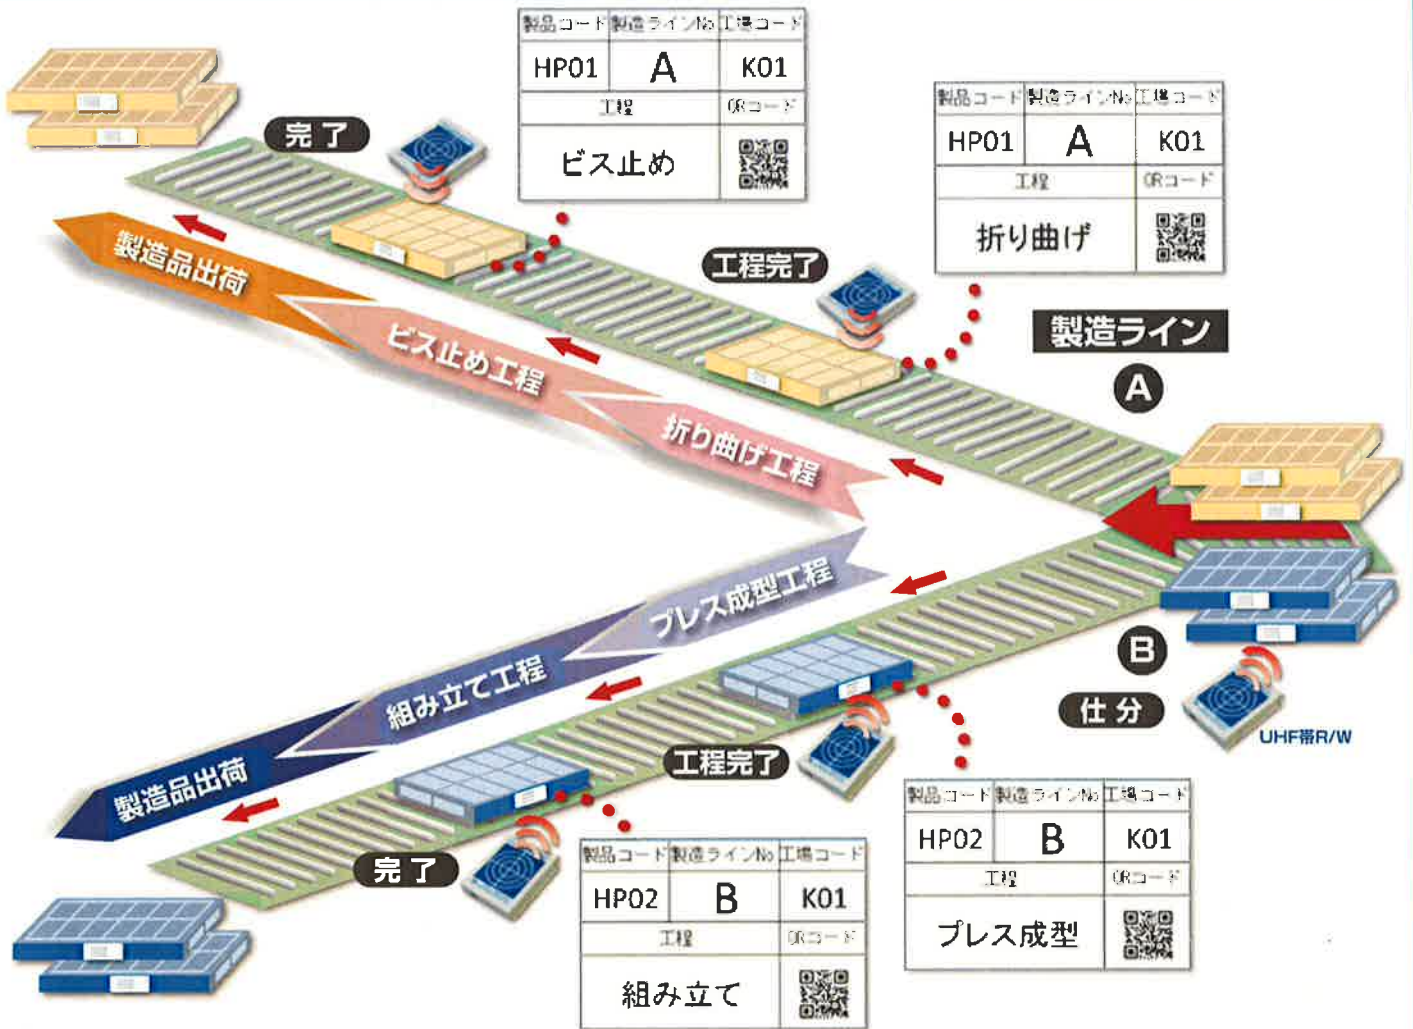 製品コード 製造ラインNo 工場コード
HP01 A K01
工程 QRコード
ビス止め
製品コード 製造ラインNo 工場コード
HP01 A K01
工程 QRコード
折り曲げ
完了
工程完了
製造ライン
A
製造品出荷
ビス止め工程
折り曲げ工程
プレス成型工程
組み立て工程
製造品出荷
B
仕分
UHF帯R/W
工程完了
完了
製品コード 製造ラインNo 工場コード
HP02 B K01
工程 QRコード
プレス成型
製品コード 製造ラインNo 工場コード
HP02 B K01
工程 QRコード
組み立て